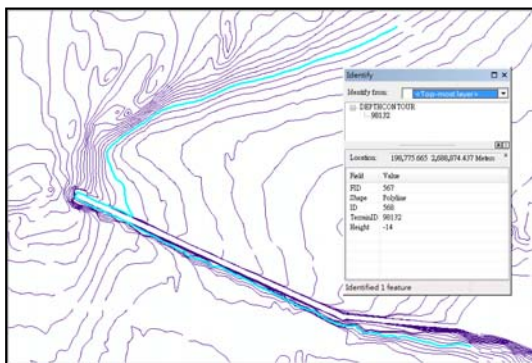 Identify
Identify from: <Top-most layer>
DEPTHCONTOUR
98132
Location: 198,775.665 2,688,874.437 Meters
Field Value
FID 567
Shape Polyline
ID 568
TerrainID 98132
Height -14
Identified 1 feature